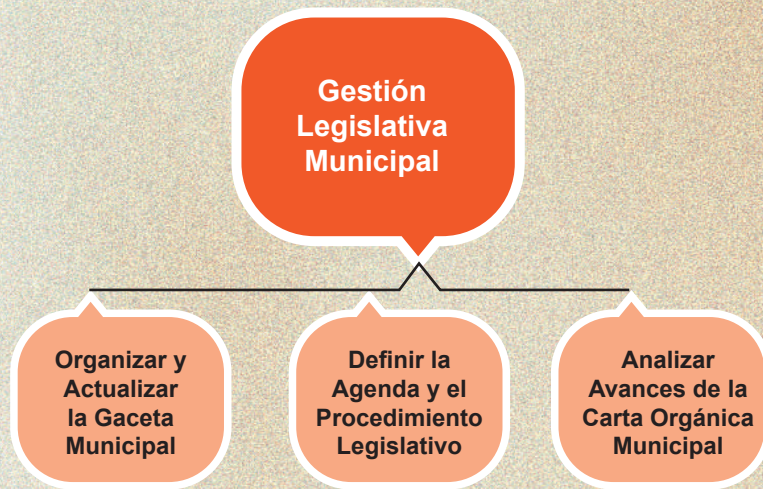 Gestión
Legislativa
Municipal
Organizar y
Actualizar
la Gaceta
Municipal
Definir la
Agenda y el
Procedimiento
Legislativo
Analizar
Avances de la
Carta Orgánica
Municipal